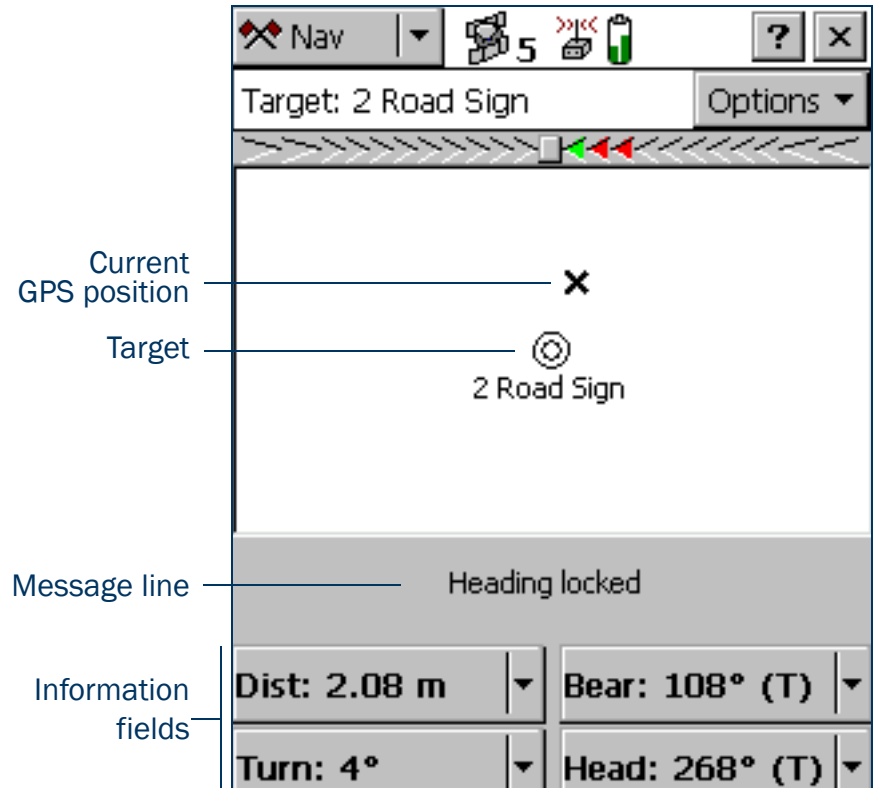 Nav
5
?
Target: 2 Road Sign
Options
Current
GPS position
Target
2 Road Sign
Message line
Heading locked
Information
fields
Dist: 2.08 m
Bear: 108° (T)
Turn: 4°
Head: 268° (T)